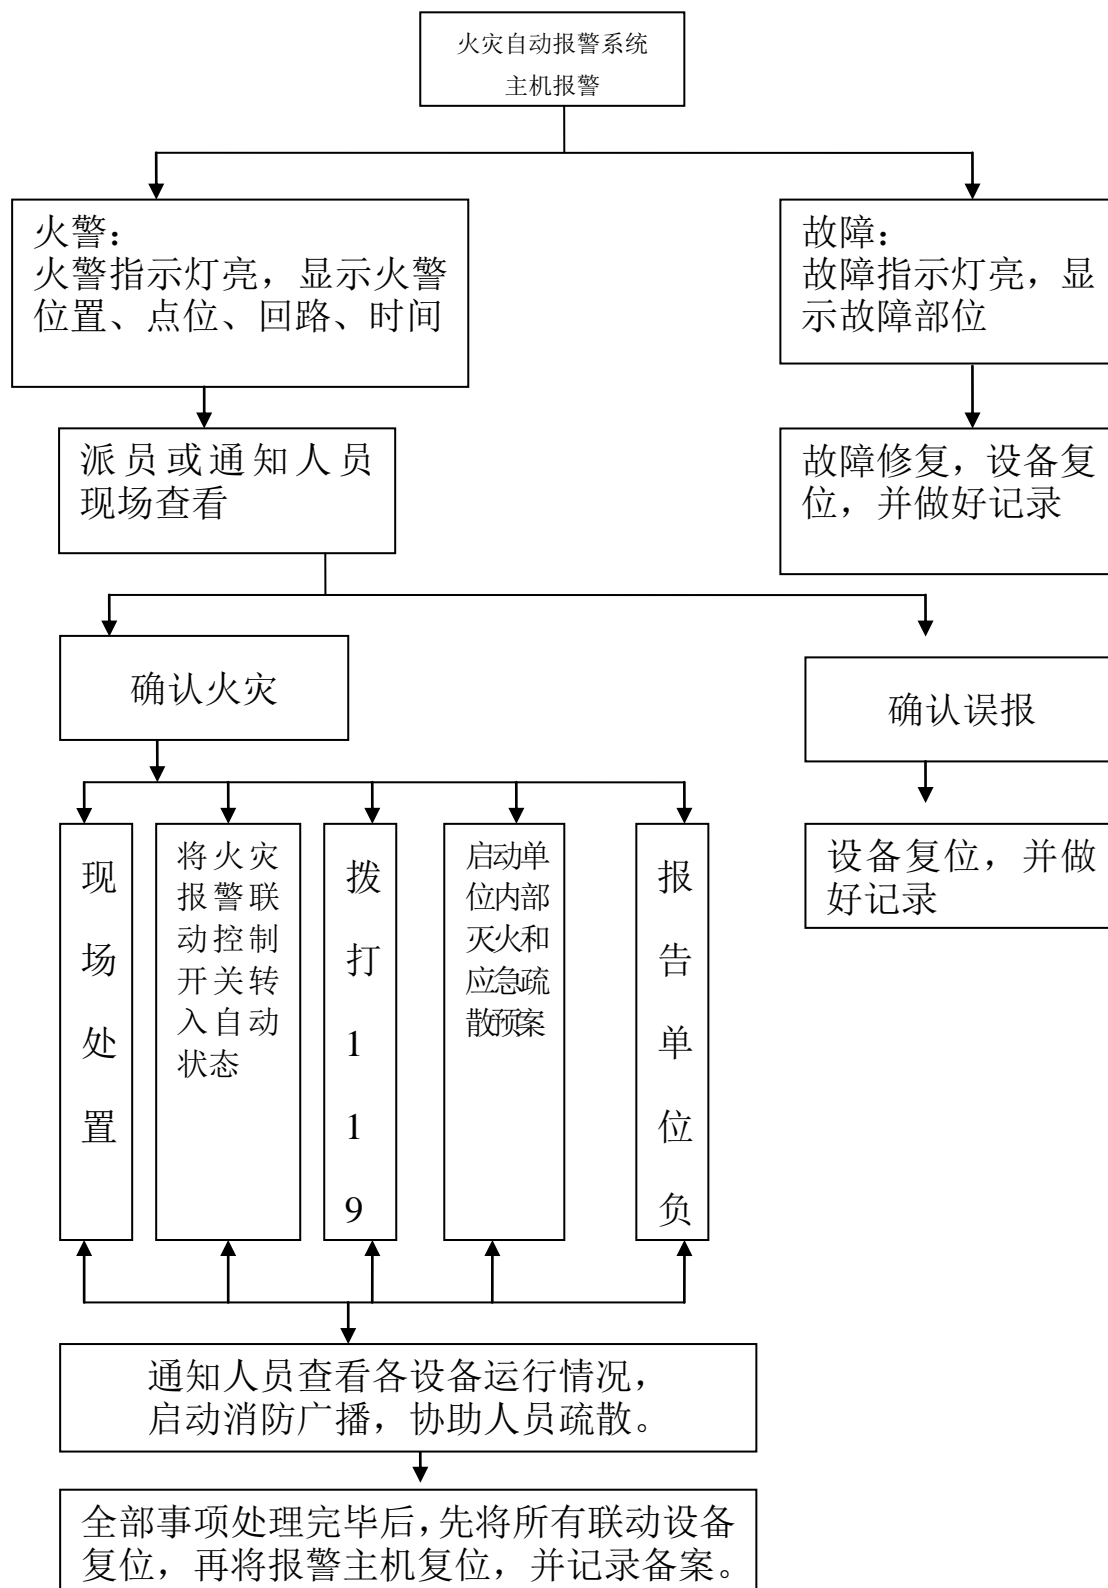 火灾自动报警系统
主机报警
火警：
火警指示灯亮，显示火警
位置、点位、回路、时间
故障：
故障指示灯亮，显
示故障部位
派员或通知人员
现场查看
故障修复，设备复
位，并做好记录
确认火灾
确认误报
现
场
处
置
将火灾
报警联
动控制
开关转
入自动
状态
拨
打
1
1
9
启动单
位内部
灭火和
应急疏
散预案
报
告
单
位
负
设备复位，并做
好记录
通知人员查看各设备运行情况，
启动消防广播，协助人员疏散。
全部事项处理完毕后，先将所有联动设备
复位，再将报警主机复位，并记录备案。